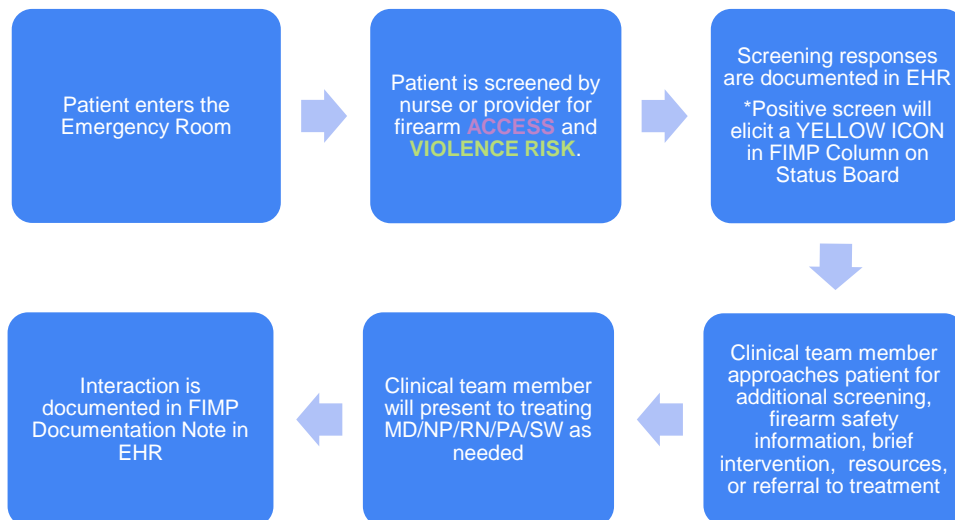 Patient enters the
Emergency Room
Patient is screened by
nurse or provider for
firearm ACCESS and
VIOLENCE RISK.
Screening responses
are documented in EHR
*Positive screen will
elicit a YELLOW ICON
in FIMP Column on
Status Board
Clinical team member
approaches patient for
additional screening,
firearm safety
information, brief
intervention, resources,
or referral to treatment
Clinical team member
will present to treating
MD/NP/RN/PA/SW as
needed
Interaction is
documented in FIMP
Documentation Note in
EHR